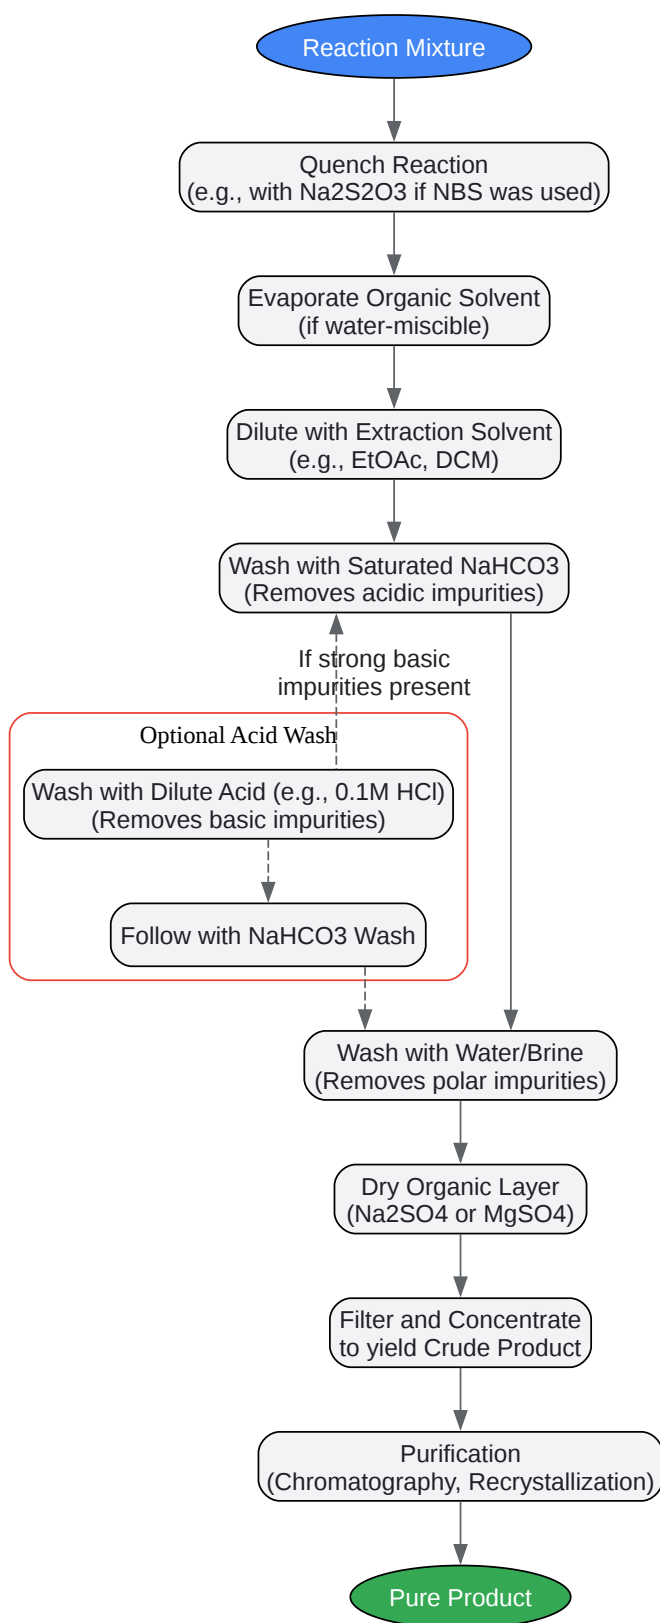 Reaction Mixture
Quench Reaction
(e.g., with Na2S2O3 if NBS was used)
Evaporate Organic Solvent
(if water-miscible)
Dilute with Extraction Solvent
(e.g., EtOAc, DCM)
Wash with Saturated NaHCO3
(Removes acidic impurities)
If strong basic
impurities present
Optional Acid Wash
Wash with Dilute Acid (e.g., 0.1M HCl)
(Removes basic impurities)
Follow with NaHCO3 Wash
Wash with Water/Brine
(Removes polar impurities)
Dry Organic Layer
(Na2SO4 or MgSO4)
Filter and Concentrate
to yield Crude Product
Purification
(Chromatography, Recrystallization)
Pure Product